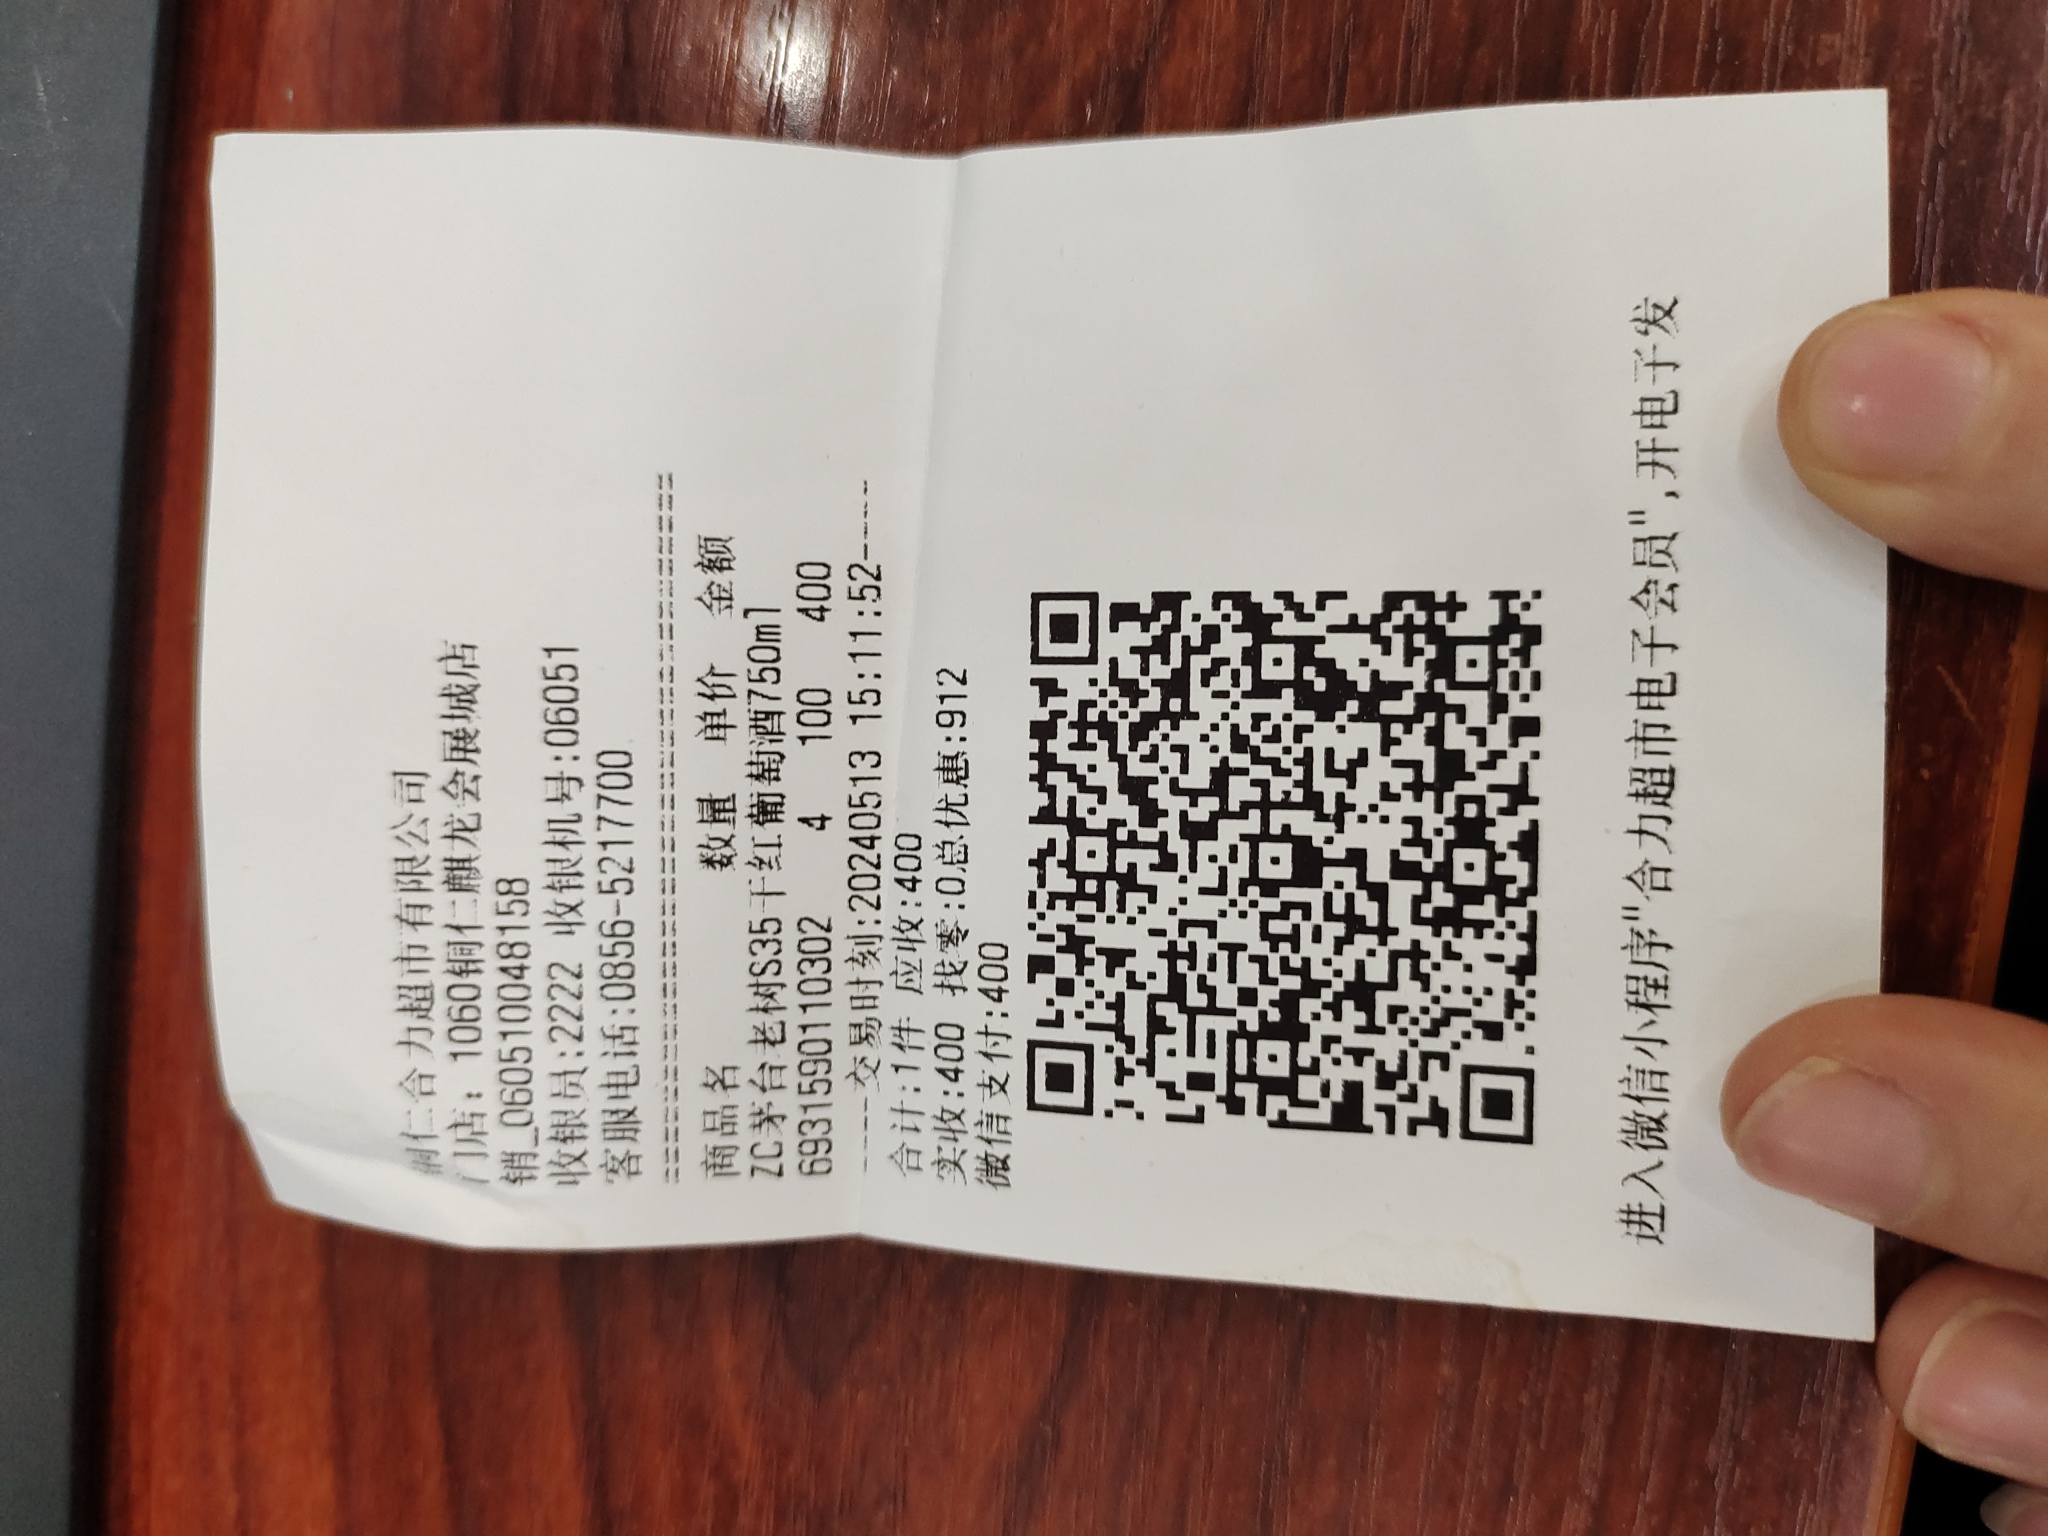 铜仁合力超市有限公司
门店: 1060铜仁麒龙会展城店
销_0605100481​58
收银员:2222 收银机号:06051
客服电话:0856-5217700
========================================
商品名 数量 单价 金额
ZC茅台老树S35干红葡萄酒750ml
6931590110302 4 100 400
----交易时刻:20240513 15:11:52----
合计:1件 应收:400
实收:400 找零:0总优惠:912
微信支付:400
进入微信小程序"合力超市电子会员",开电子发